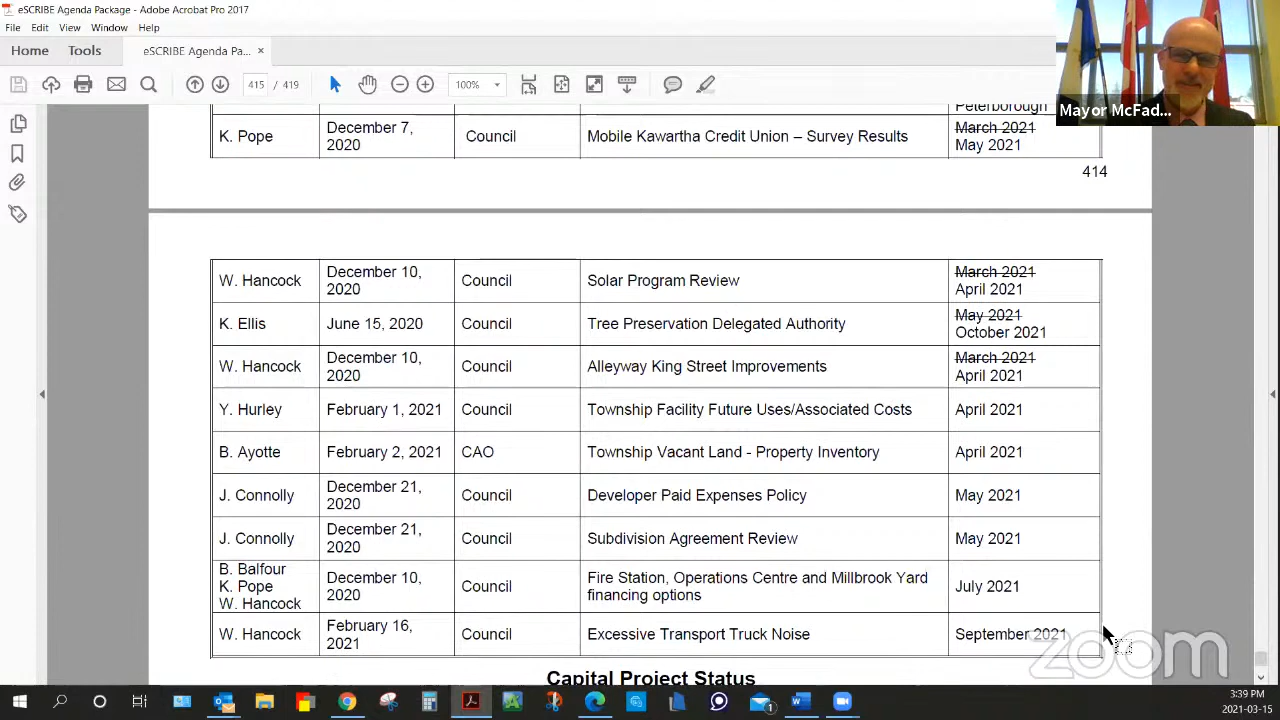 eSCRIBE Agenda Package - Adobe Acrobat Pro 2017
File Edit View Window Help
Home Tools eSCRIBE Agenda Pa... ×
415 / 419 100%
Mayor McFad...
Peterborough
K. Pope December 7, 2020 Council Mobile Kawartha Credit Union – Survey Results March 2021 May 2021
414
W. Hancock December 10, 2020 Council Solar Program Review March 2021 April 2021
K. Ellis June 15, 2020 Council Tree Preservation Delegated Authority May 2021 October 2021
W. Hancock December 10, 2020 Council Alleyway King Street Improvements March 2021 April 2021
Y. Hurley February 1, 2021 Council Township Facility Future Uses/Associated Costs April 2021
B. Ayotte February 2, 2021 CAO Township Vacant Land - Property Inventory April 2021
J. Connolly December 21, 2020 Council Developer Paid Expenses Policy May 2021
J. Connolly December 21, 2020 Council Subdivision Agreement Review May 2021
B. Balfour K. Pope W. Hancock December 10, 2020 Council Fire Station, Operations Centre and Millbrook Yard financing options July 2021
W. Hancock February 16, 2021 Council Excessive Transport Truck Noise September 2021
zoom
Capital Project Status
3:39 PM
2021-03-15